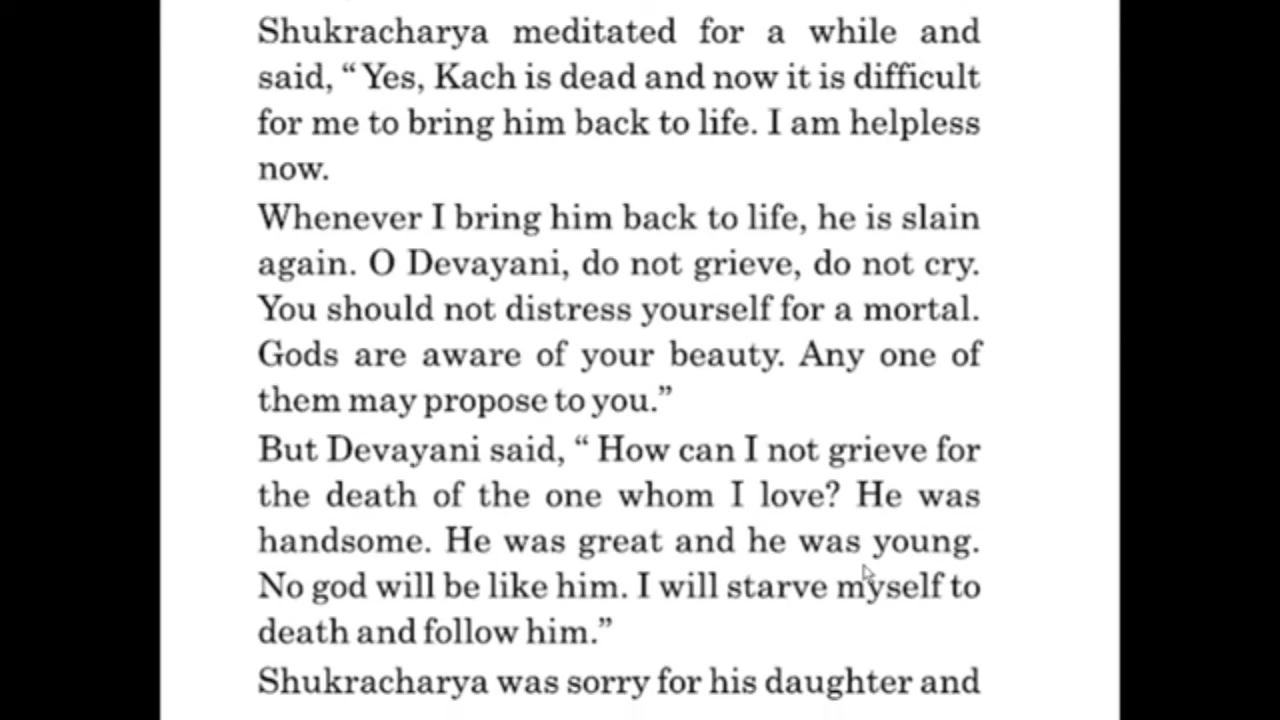 Shukracharya meditated for a while and
said, “ Yes, Kach is dead and now it is difficult
for me to bring him back to life. I am helpless
now.
Whenever I bring him back to life, he is slain
again. O Devayani, do not grieve, do not cry.
You should not distress yourself for a mortal.
Gods are aware of your beauty. Any one of
them may propose to you.”
But Devayani said, “ How can I not grieve for
the death of the one whom I love? He was
handsome. He was great and he was young.
No god will be like him. I will starve myself to
death and follow him.”
Shukracharya was sorry for his daughter and